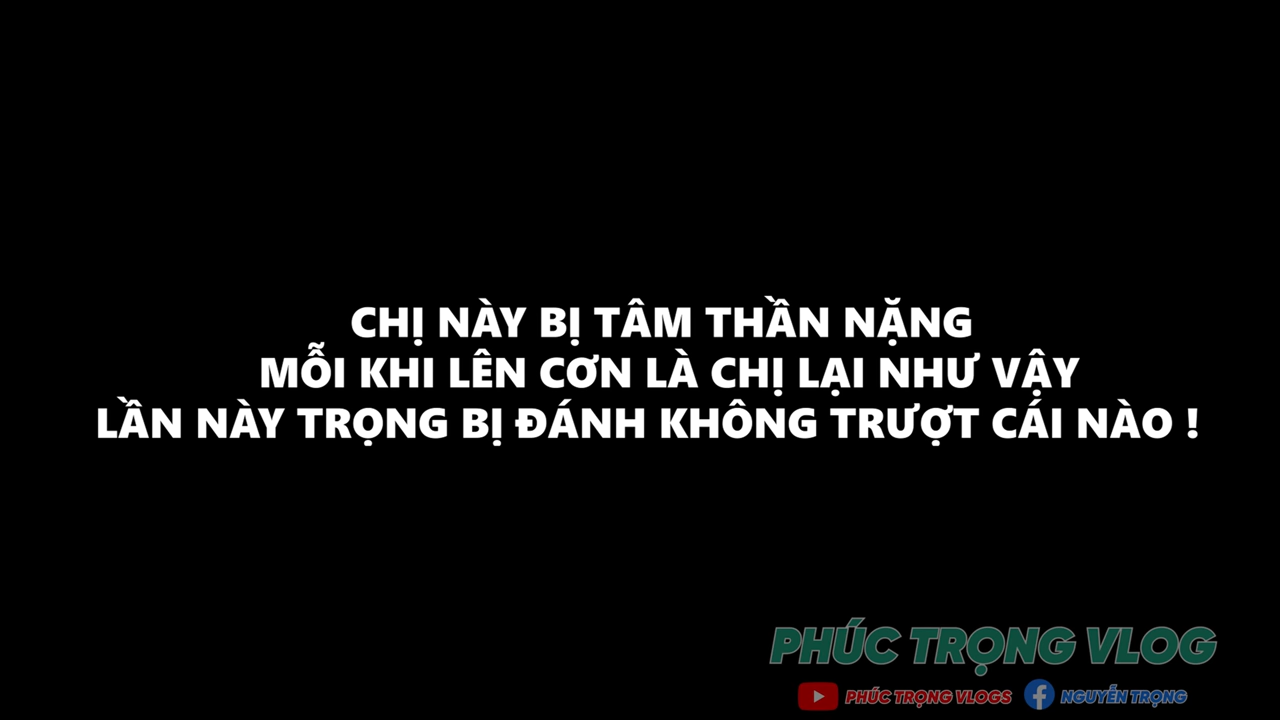 CHỊ NÀY BỊ TÂM THẦN NẶNG
MỖI KHI LÊN CƠN LÀ CHỊ LẠI NHƯ VẬY
LẦN NÀY TRỌNG BỊ ĐÁNH KHÔNG TRƯỢT CÁI NÀO !
PHÚC TRỌNG VLOG
PHÚC TRỌNG VLOGS NGUYỄN TRỌNG